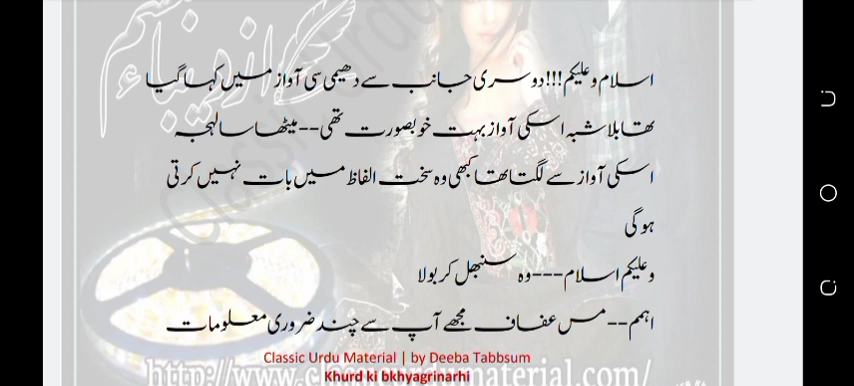 اسلام وعلیکم!!!دوسری جانب سے دھیمی سی آواز میں کہا گیا
تھا بلاشبہ اسکی آواز بہت خوبصورت تھی--میٹھا سا لہجہ
اسکی آواز سے لگتا تھا کبھی وہ سخت الفاظ میں بات نہیں کرتی
ہوگی
وعلیکم اسلام---وہ سنبھل کر بولا
اہمم--مس عفاف مجھے آپ سے چند ضروری معلومات
Classic Urdu Material | by Deeba Tabbsum
Khurd ki bkhyagrinarhi